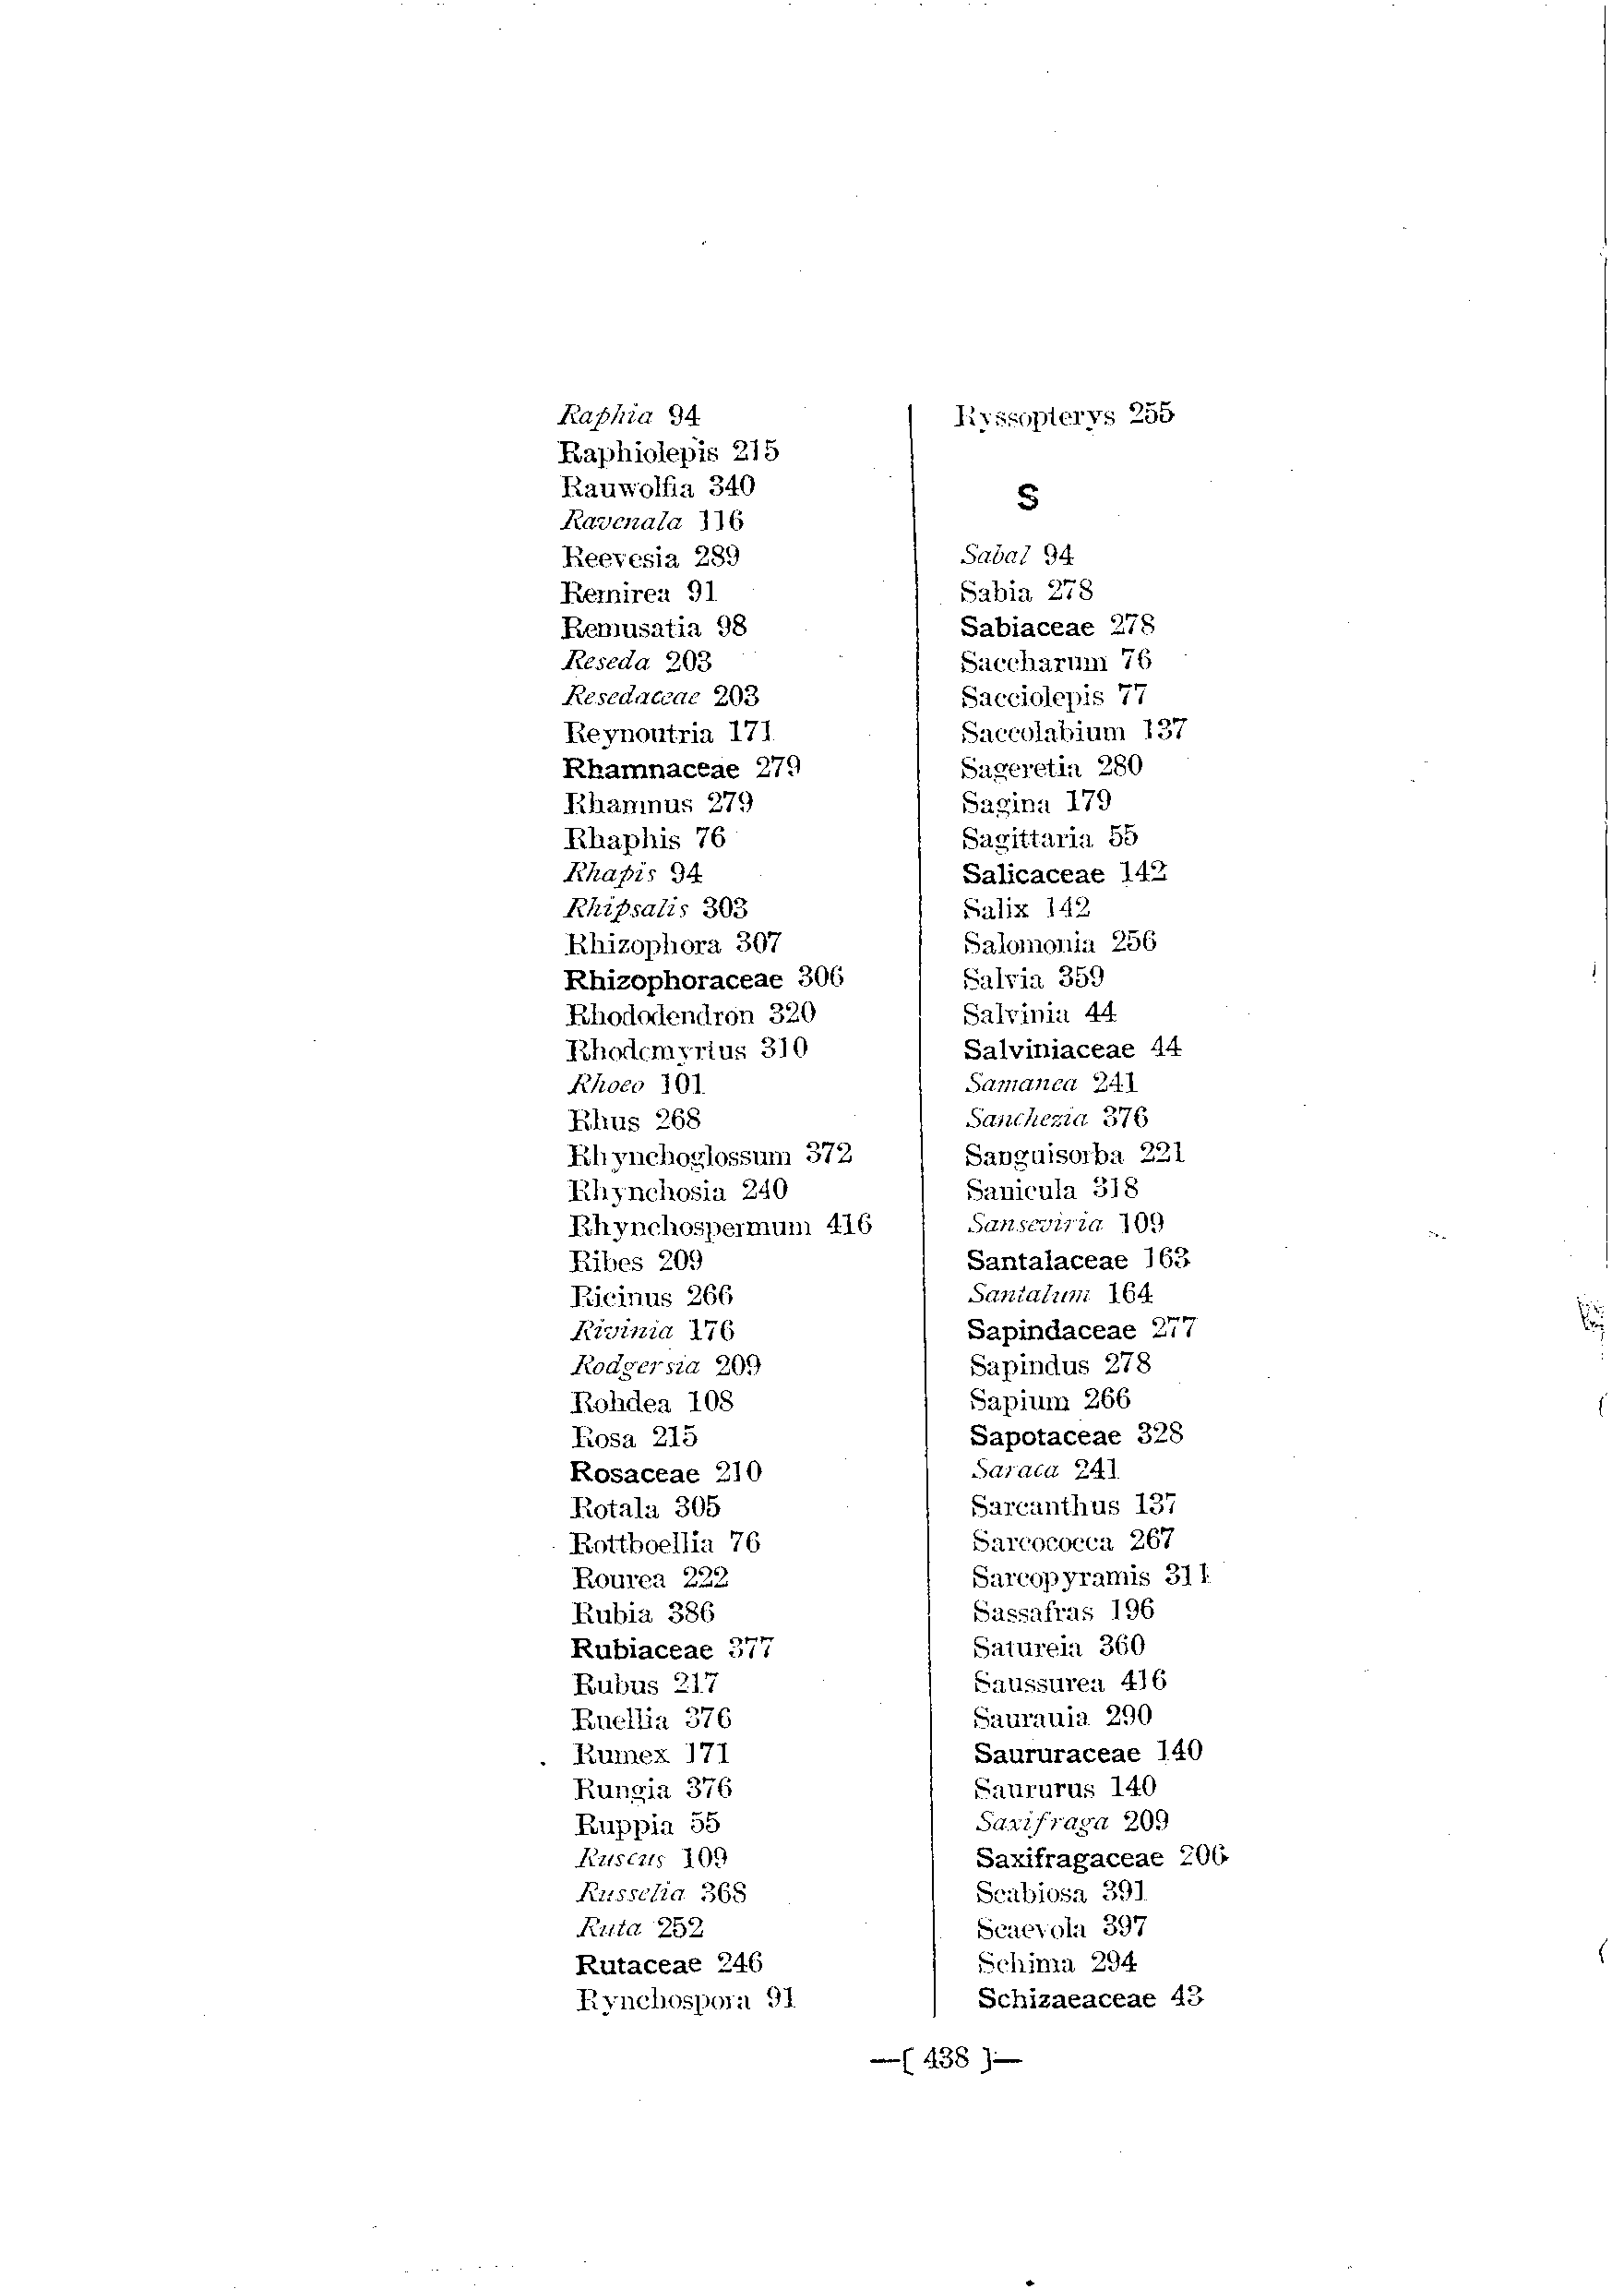 Raphia 94
Raphiolepis 215
Rauwolfia 340
Ravenala 116
Reevesia 289
Remirea 91
Remusatia 98
Reseda 203
Resedaceae 203
Reynoutria 171
Rhamnaceae 279
Rhamnus 279
Rhaphis 76
Rhapis 94
Rhipsalis 303
Rhizophora 307
Rhizophoraceae 306
Rhododendron 320
Rhodomyrtus 310
Rhoeo 101
Rhus 268
Rhynchoglossum 372
Rhynchosia 240
Rhynchospermum 416
Ribes 209
Ricinus 266
Rivinia 176
Rodgersia 209
Rohdea 108
Rosa 215
Rosaceae 210
Rotala 305
Rottboellia 76
Rourea 222
Rubia 386
Rubiaceae 377
Rubus 217
Ruellia 376
Rumex 171
Rungia 376
Ruppia 55
Ruscus 109
Russelia 368
Ruta 252
Rutaceae 246
Rynchospora 91
Ryssopterys 255
S
Sabal 94
Sabia 278
Sabiaceae 278
Saccharum 76
Sacciolepis 77
Saccolabium 137
Sageretia 280
Sagina 179
Sagittaria 55
Salicaceae 142
Salix 142
Salomonia 256
Salvia 359
Salvinia 44
Salviniaceae 44
Samanea 241
Sanchezia 376
Sanguisorba 221
Sanicula 318
Sanseviria 109
Santalaceae 163
Santalum 164
Sapindaceae 277
Sapindus 278
Sapium 266
Sapotaceae 328
Saraca 241
Sarcanthus 137
Sarcococca 267
Sarcopyramis 311
Sassafras 196
Satureia 360
Saussurea 416
Saurauia 290
Saururaceae 140
Saururus 140
Saxifraga 209
Saxifragaceae 206
Scabiosa 391
Scaevola 397
Schima 294
Schizaeaceae 43
—( 438 )—